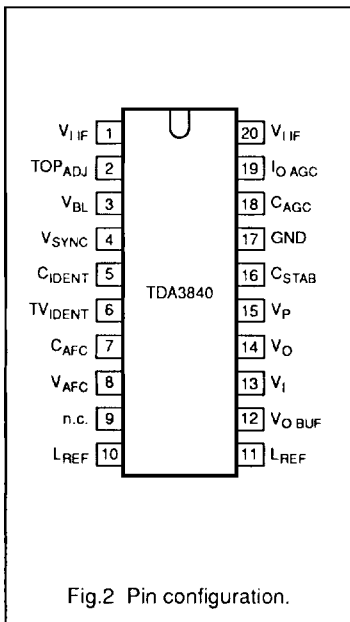 V_I IF 1 20 V_I IF
TOP_ADJ 2 19 I_O AGC
V_BL 3 18 C_AGC
V_SYNC 4 17 GND
C_IDENT 5 16 C_STAB
TDA3840
TV_IDENT 6 15 V_P
C_AFC 7 14 V_O
V_AFC 8 13 V_I
n.c. 9 12 V_O BUF
L_REF 10 11 L_REF
Fig.2 Pin configuration.